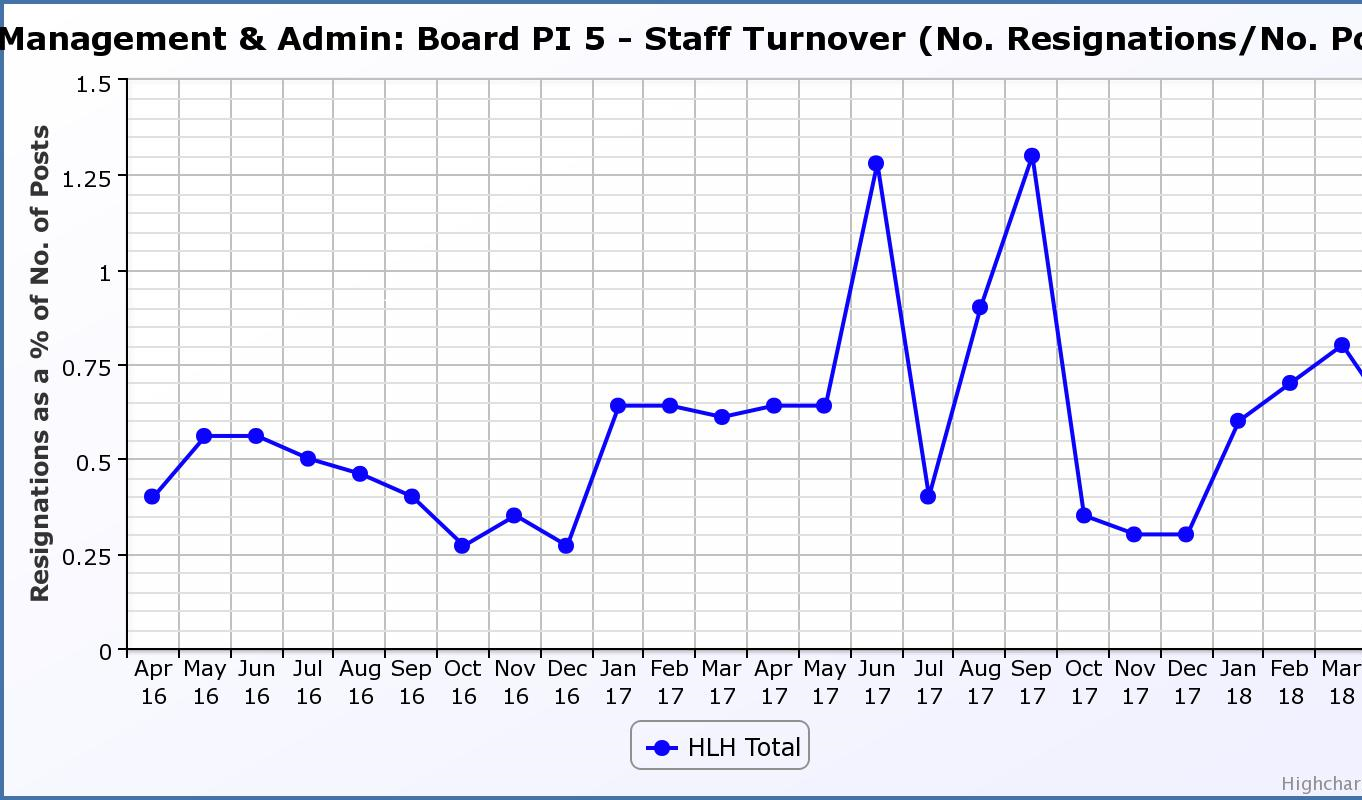 Management & Admin: Board PI 5 - Staff Turnover (No. Resignations/No. Po
Resignations as a % of No. of Posts
1.5
1.25
1
0.75
0.5
0.25
0
Apr May Jun Jul Aug Sep Oct Nov Dec Jan Feb Mar Apr May Jun Jul Aug Sep Oct Nov Dec Jan Feb Mar
16 16 16 16 16 16 16 16 16 17 17 17 17 17 17 17 17 17 17 17 17 18 18 18
HLH Total
Highchar